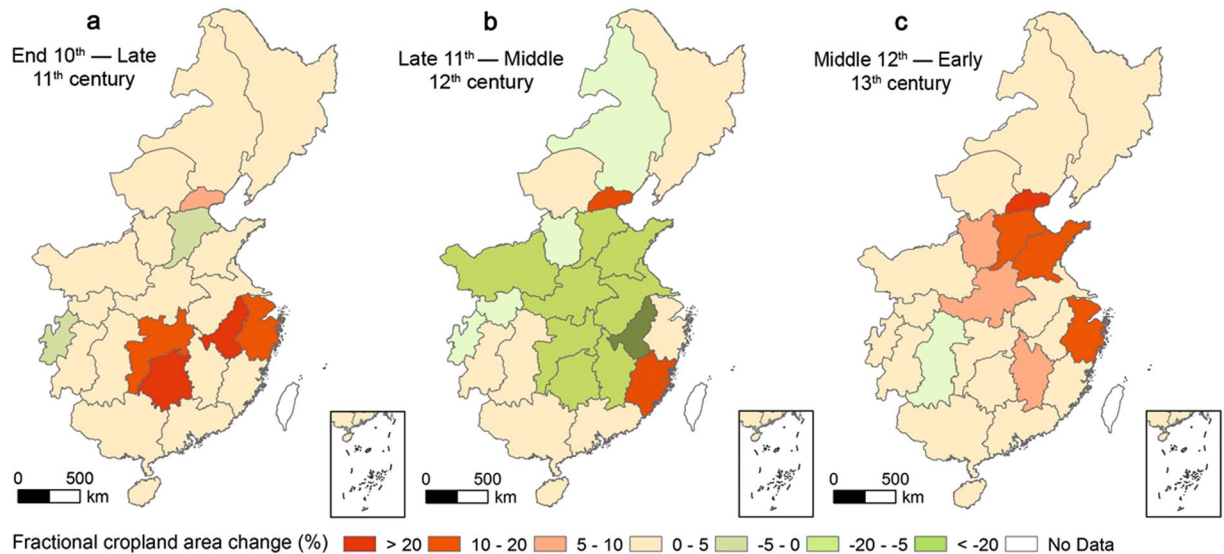 a
End 10th — Late
11th century
b
Late 11th — Middle
12th century
c
Middle 12th — Early
13th century
0 500
km
0 500
km
0 500
km
Fractional cropland area change (%) > 20 10 - 20 5 - 10 0 - 5 -5 - 0 -20 - -5 < -20 No Data